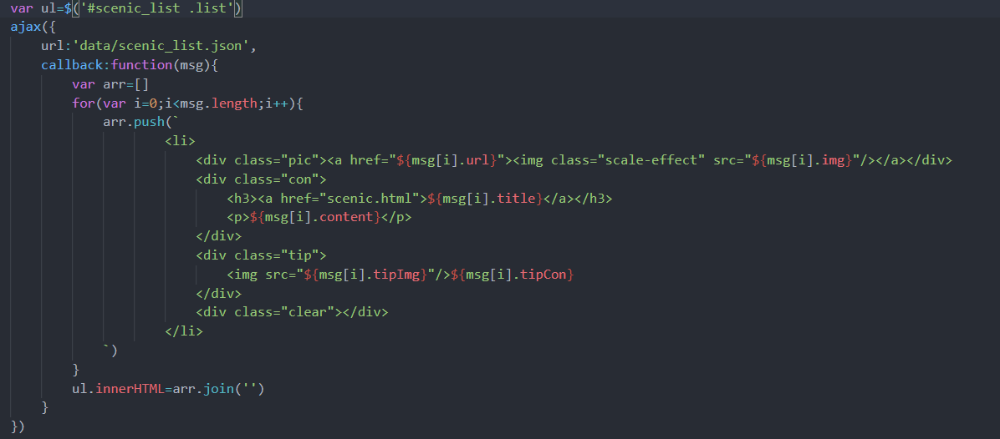 var ul=$('#scenic_list .list')
ajax({
    url:'data/scenic_list.json',
    callback:function(msg){
        var arr=[]
        for(var i=0;i<msg.length;i++){
            arr.push(`
                    <li>
                        <div class="pic"><a href="${msg[i].url}"><img class="scale-effect" src="${msg[i].img}"/></a></div>
                        <div class="con">
                            <h3><a href="scenic.html">${msg[i].title}</a></h3>
                            <p>${msg[i].content}</p>
                        </div>
                        <div class="tip">
                            <img src="${msg[i].tipImg}"/>${msg[i].tipCon}
                        </div>
                        <div class="clear"></div>
                    </li>
            `)
        }
        ul.innerHTML=arr.join('')
    }
})